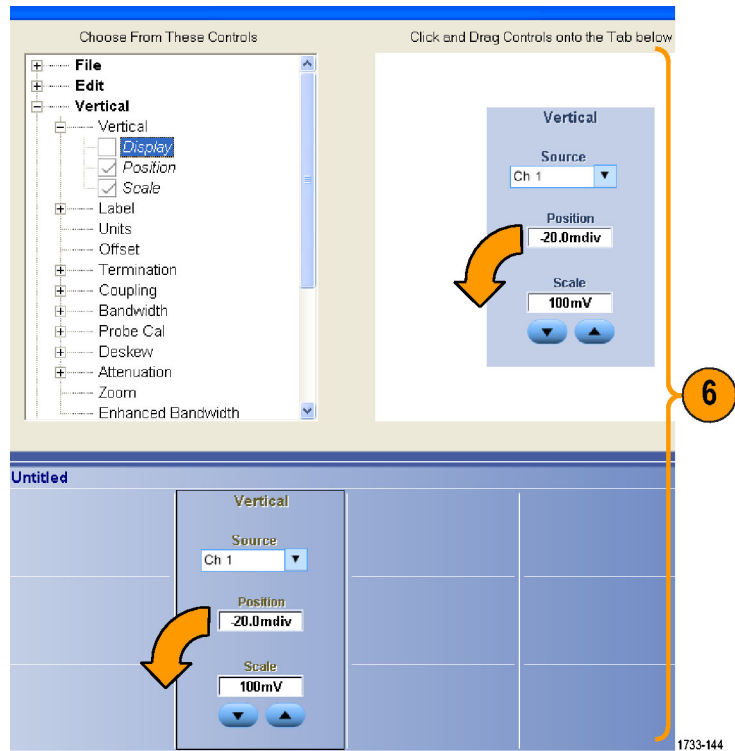 Choose From These Controls
File
Edit
Vertical
Vertical
Display
Position
Scale
Label
Units
Offset
Termination
Coupling
Bandwidth
Probe Cal
Deskew
Attenuation
Zoom
Enhanced Bandwidth
Click and Drag Controls onto the Tab below
Vertical
Source
Ch 1
Position
-20.0mdiv
Scale
100mV
6
Untitled
Vertical
Source
Ch 1
Position
-20.0mdiv
Scale
100mV
1733-144